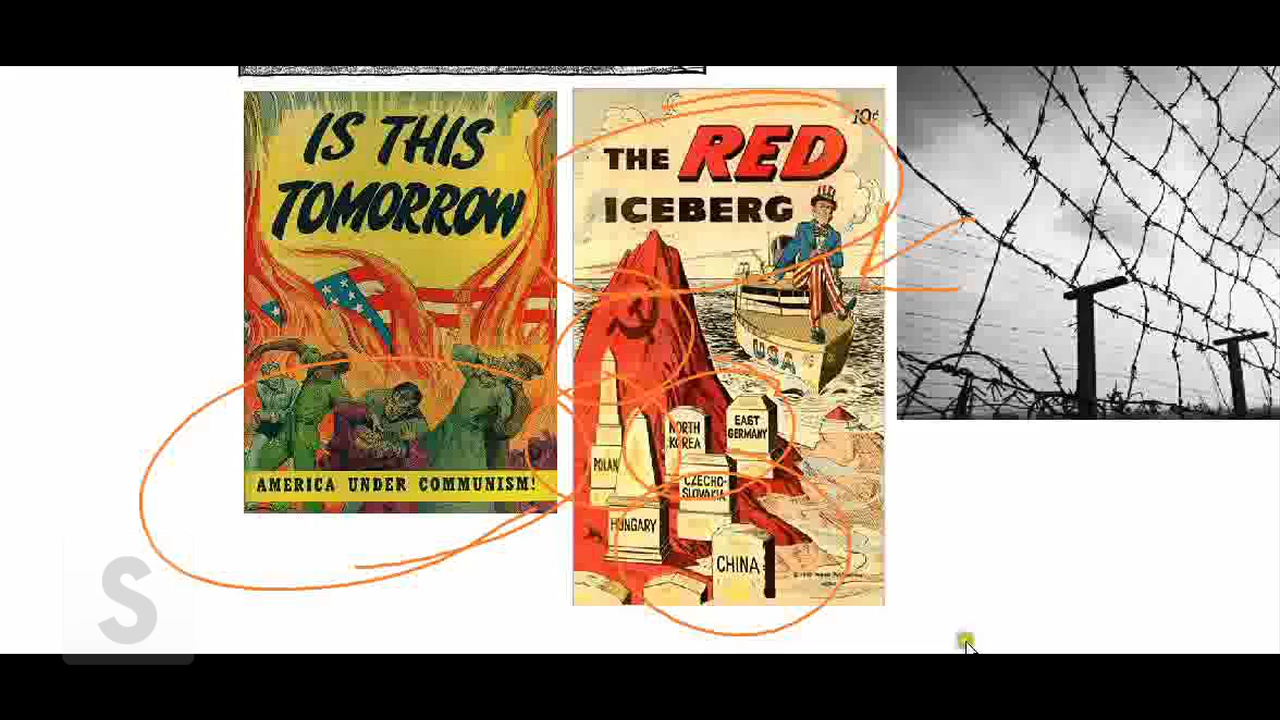 IS THIS
TOMORROW
AMERICA UNDER COMMUNISM!
10¢
THE RED
ICEBERG
USA
NORTH
KOREA
EAST
GERMANY
POLAN
CZECHO-
SLOVAKIA
HUNGARY
CHINA
S